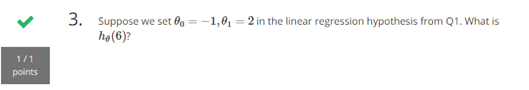 3. Suppose we set θ₀ = −1, θ₁ = 2 in the linear regression hypothesis from Q1. What is
hθ(6)?
1 / 1
points